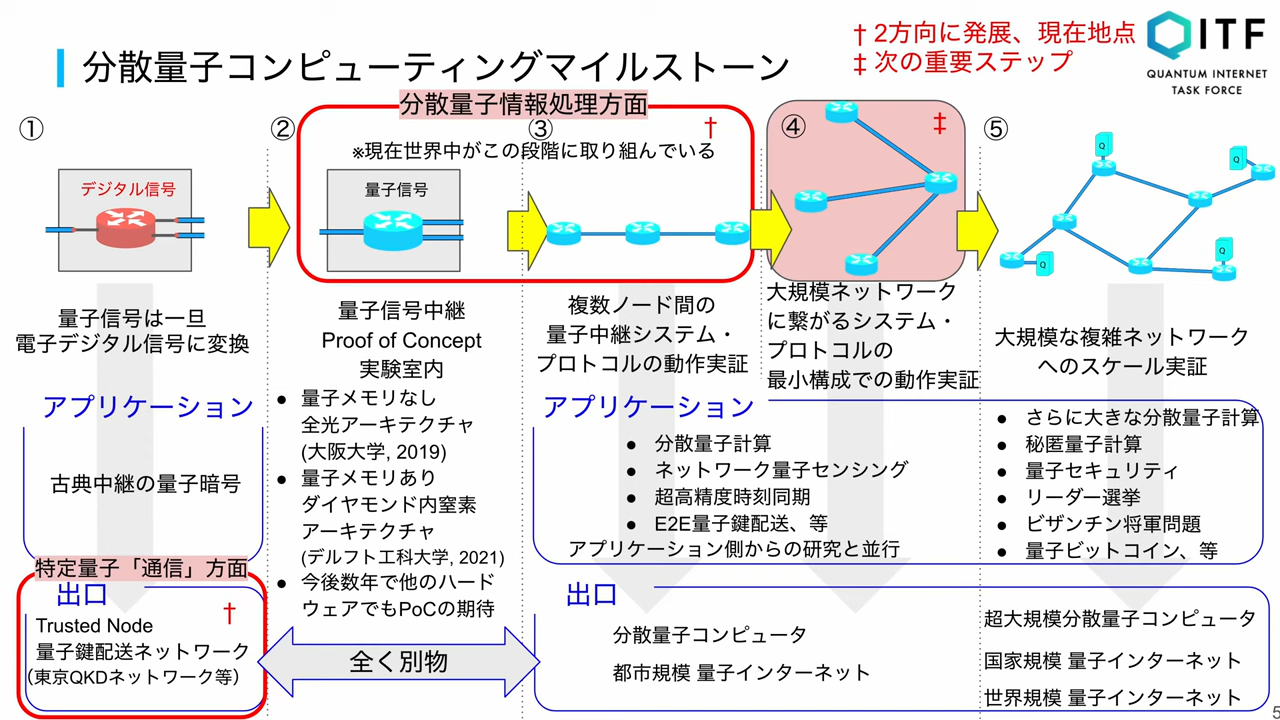 分散量子コンピューティングマイルストーン
† 2方向に発展、現在地点
‡ 次の重要ステップ
QITF
QUANTUM INTERNET
TASK FORCE
①
デジタル信号
量子信号は一旦
電子デジタル信号に変換
アプリケーション
古典中継の量子暗号
特定量子「通信」方面
出口
†
Trusted Node
量子鍵配送ネットワーク
(東京QKDネットワーク等)
分散量子情報処理方面
②
③
†
※現在世界中がこの段階に取り組んでいる
量子信号
量子信号中継
Proof of Concept
実験室内
● 量子メモリなし
全光アーキテクチャ
(大阪大学, 2019)
● 量子メモリあり
ダイヤモンド内窒素
アーキテクチャ
(デルフト工科大学, 2021)
● 今後数年で他のハード
ウェアでもPoCの期待
全く別物
複数ノード間の
量子中継システム・
プロトコルの動作実証
④
‡
大規模ネットワーク
に繋がるシステム・
プロトコルの
最小構成での動作実証
⑤
Q
Q
Q
Q
大規模な複雑ネットワーク
へのスケール実証
アプリケーション
● 分散量子計算
● ネットワーク量子センシング
● 超高精度時刻同期
● E2E量子鍵配送、等
アプリケーション側からの研究と並行
● さらに大きな分散量子計算
● 秘匿量子計算
● 量子セキュリティ
● リーダー選挙
● ビザンチン将軍問題
● 量子ビットコイン、等
出口
分散量子コンピュータ
都市規模 量子インターネット
超大規模分散量子コンピュータ
国家規模 量子インターネット
世界規模 量子インターネット
5